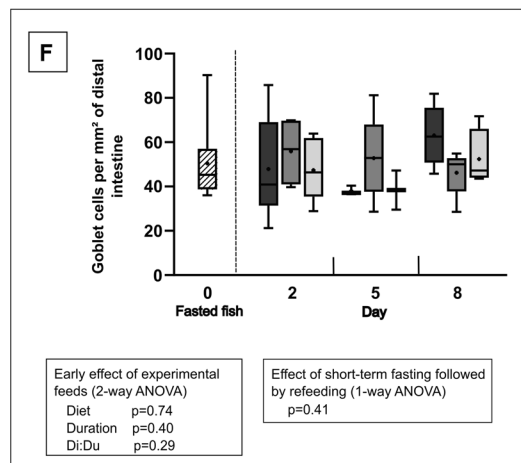 F
Goblet cells per mm² of distal
intestine
100
80
60
40
20
0
0 2 5 8
Fasted fish Day
Early effect of experimental
feeds (2-way ANOVA)
Diet p=0.74
Duration p=0.40
Di:Du p=0.29
Effect of short-term fasting followed
by refeeding (1-way ANOVA)
p=0.41